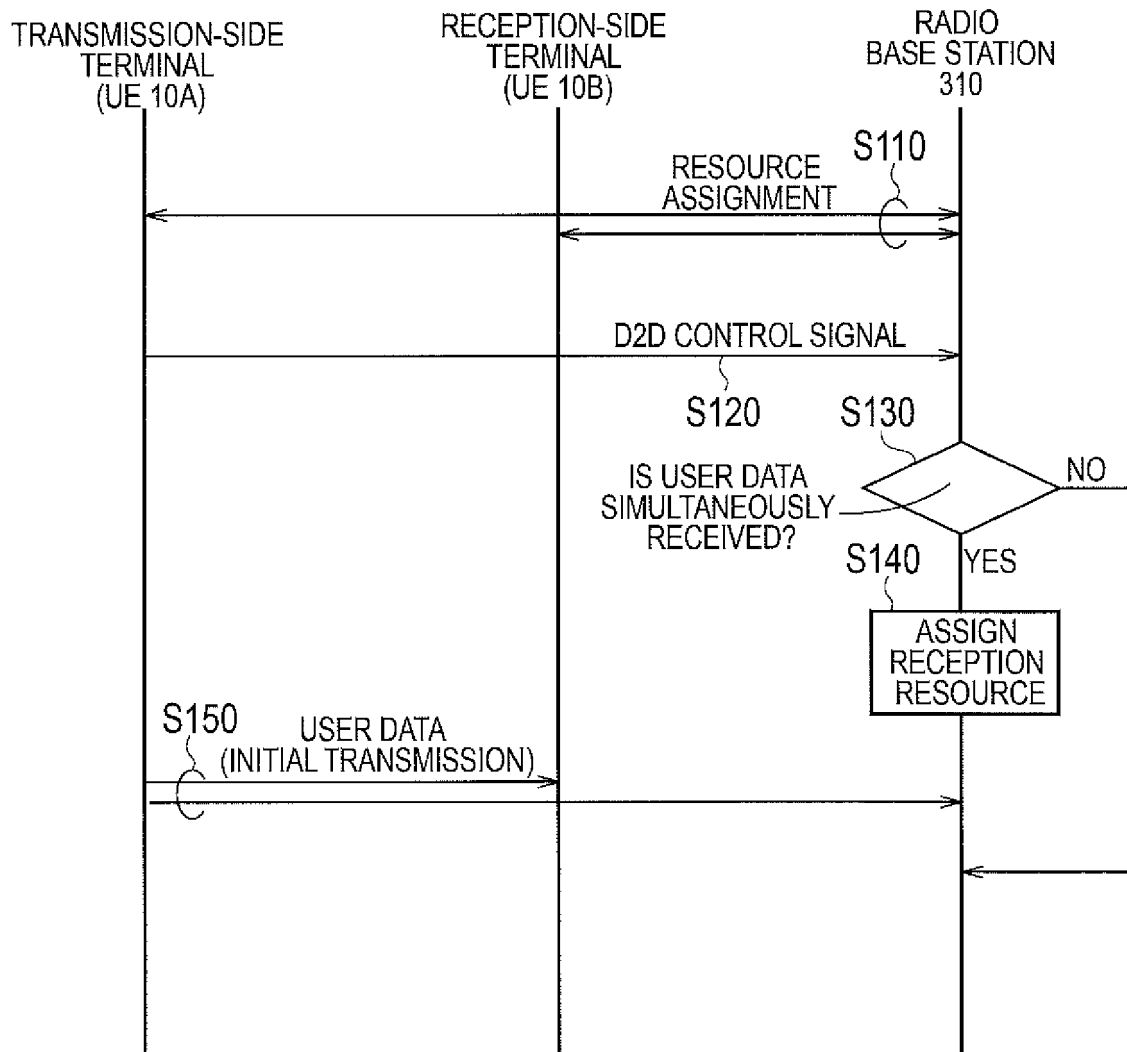 TRANSMISSION-SIDE
TERMINAL
(UE 10A)
RECEPTION-SIDE
TERMINAL
(UE 10B)
RADIO
BASE STATION
310
S110
RESOURCE
ASSIGNMENT
D2D CONTROL SIGNAL
S120
S130
IS USER DATA
SIMULTANEOUSLY
RECEIVED?
NO
YES
S140
ASSIGN
RECEPTION
RESOURCE
S150
USER DATA
(INITIAL TRANSMISSION)